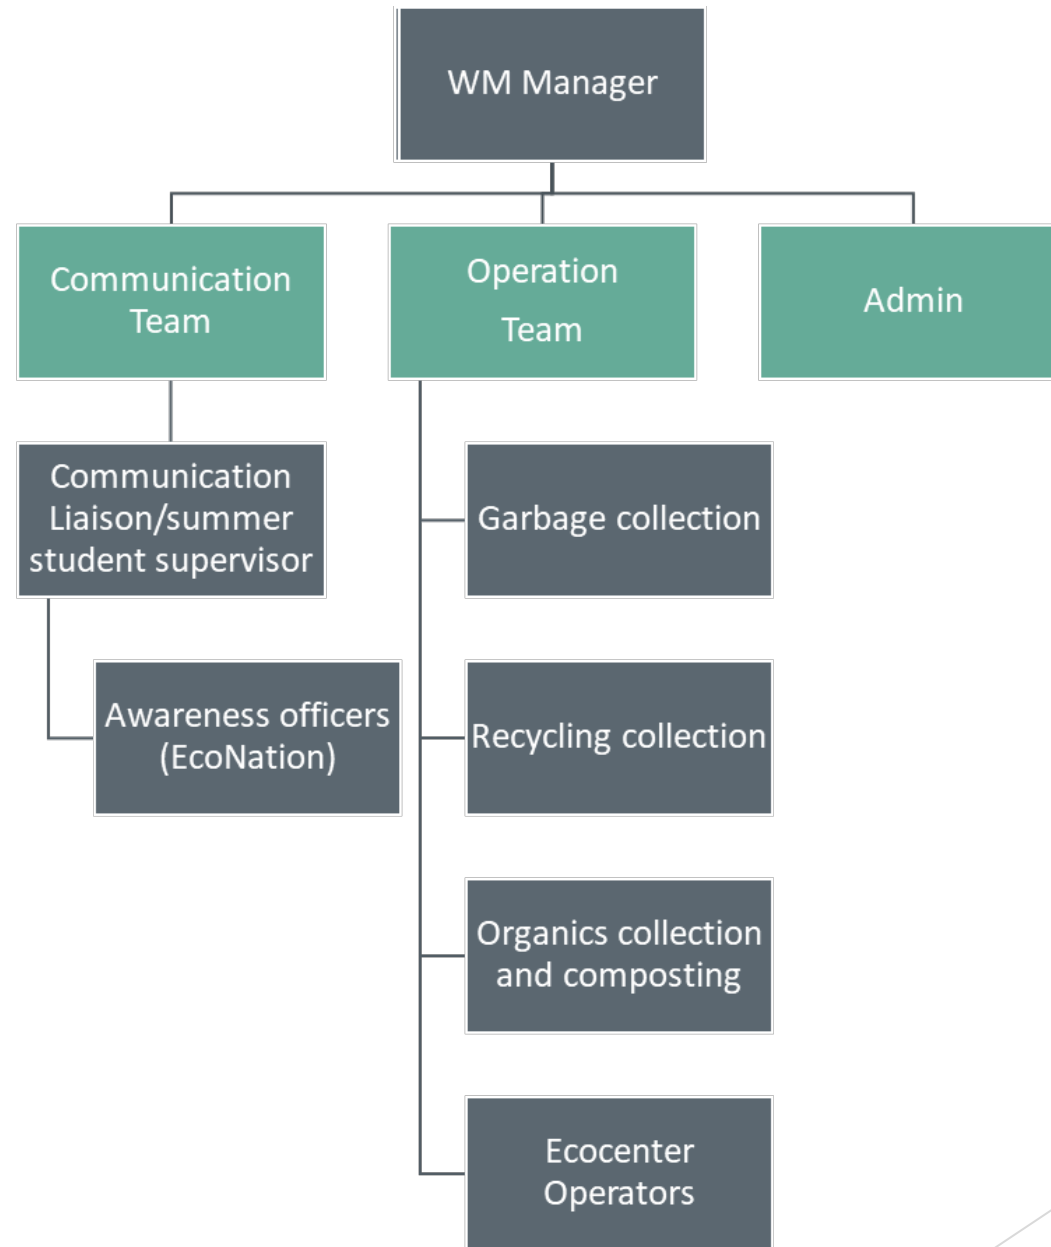 WM Manager
Communication
Team
Operation
Team
Admin
Communication
Liaison/summer
student supervisor
Awareness officers
(EcoNation)
Garbage collection
Recycling collection
Organics collection
and composting
Ecocenter
Operators